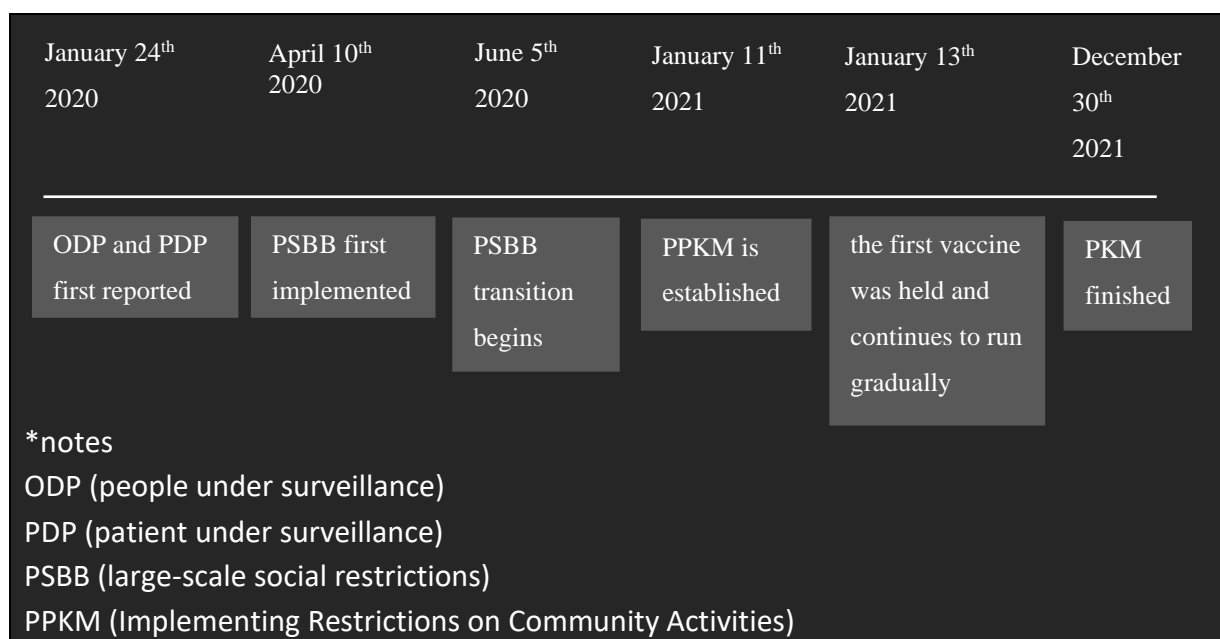 January 24th
2020
April 10th
2020
June 5th
2020
January 11th
2021
January 13th
2021
December
30th
2021
ODP and PDP
first reported
PSBB first
implemented
PSBB
transition
begins
PPKM is
established
the first vaccine
was held and
continues to run
gradually
PKM
finished
*notes
ODP (people under surveillance)
PDP (patient under surveillance)
PSBB (large-scale social restrictions)
PPKM (Implementing Restrictions on Community Activities)